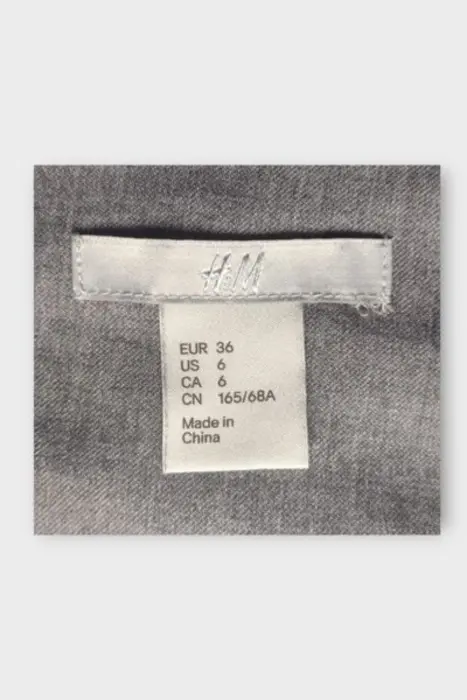 H&M
EUR 36
US 6
CA 6
CN 165/68A
Made in
China